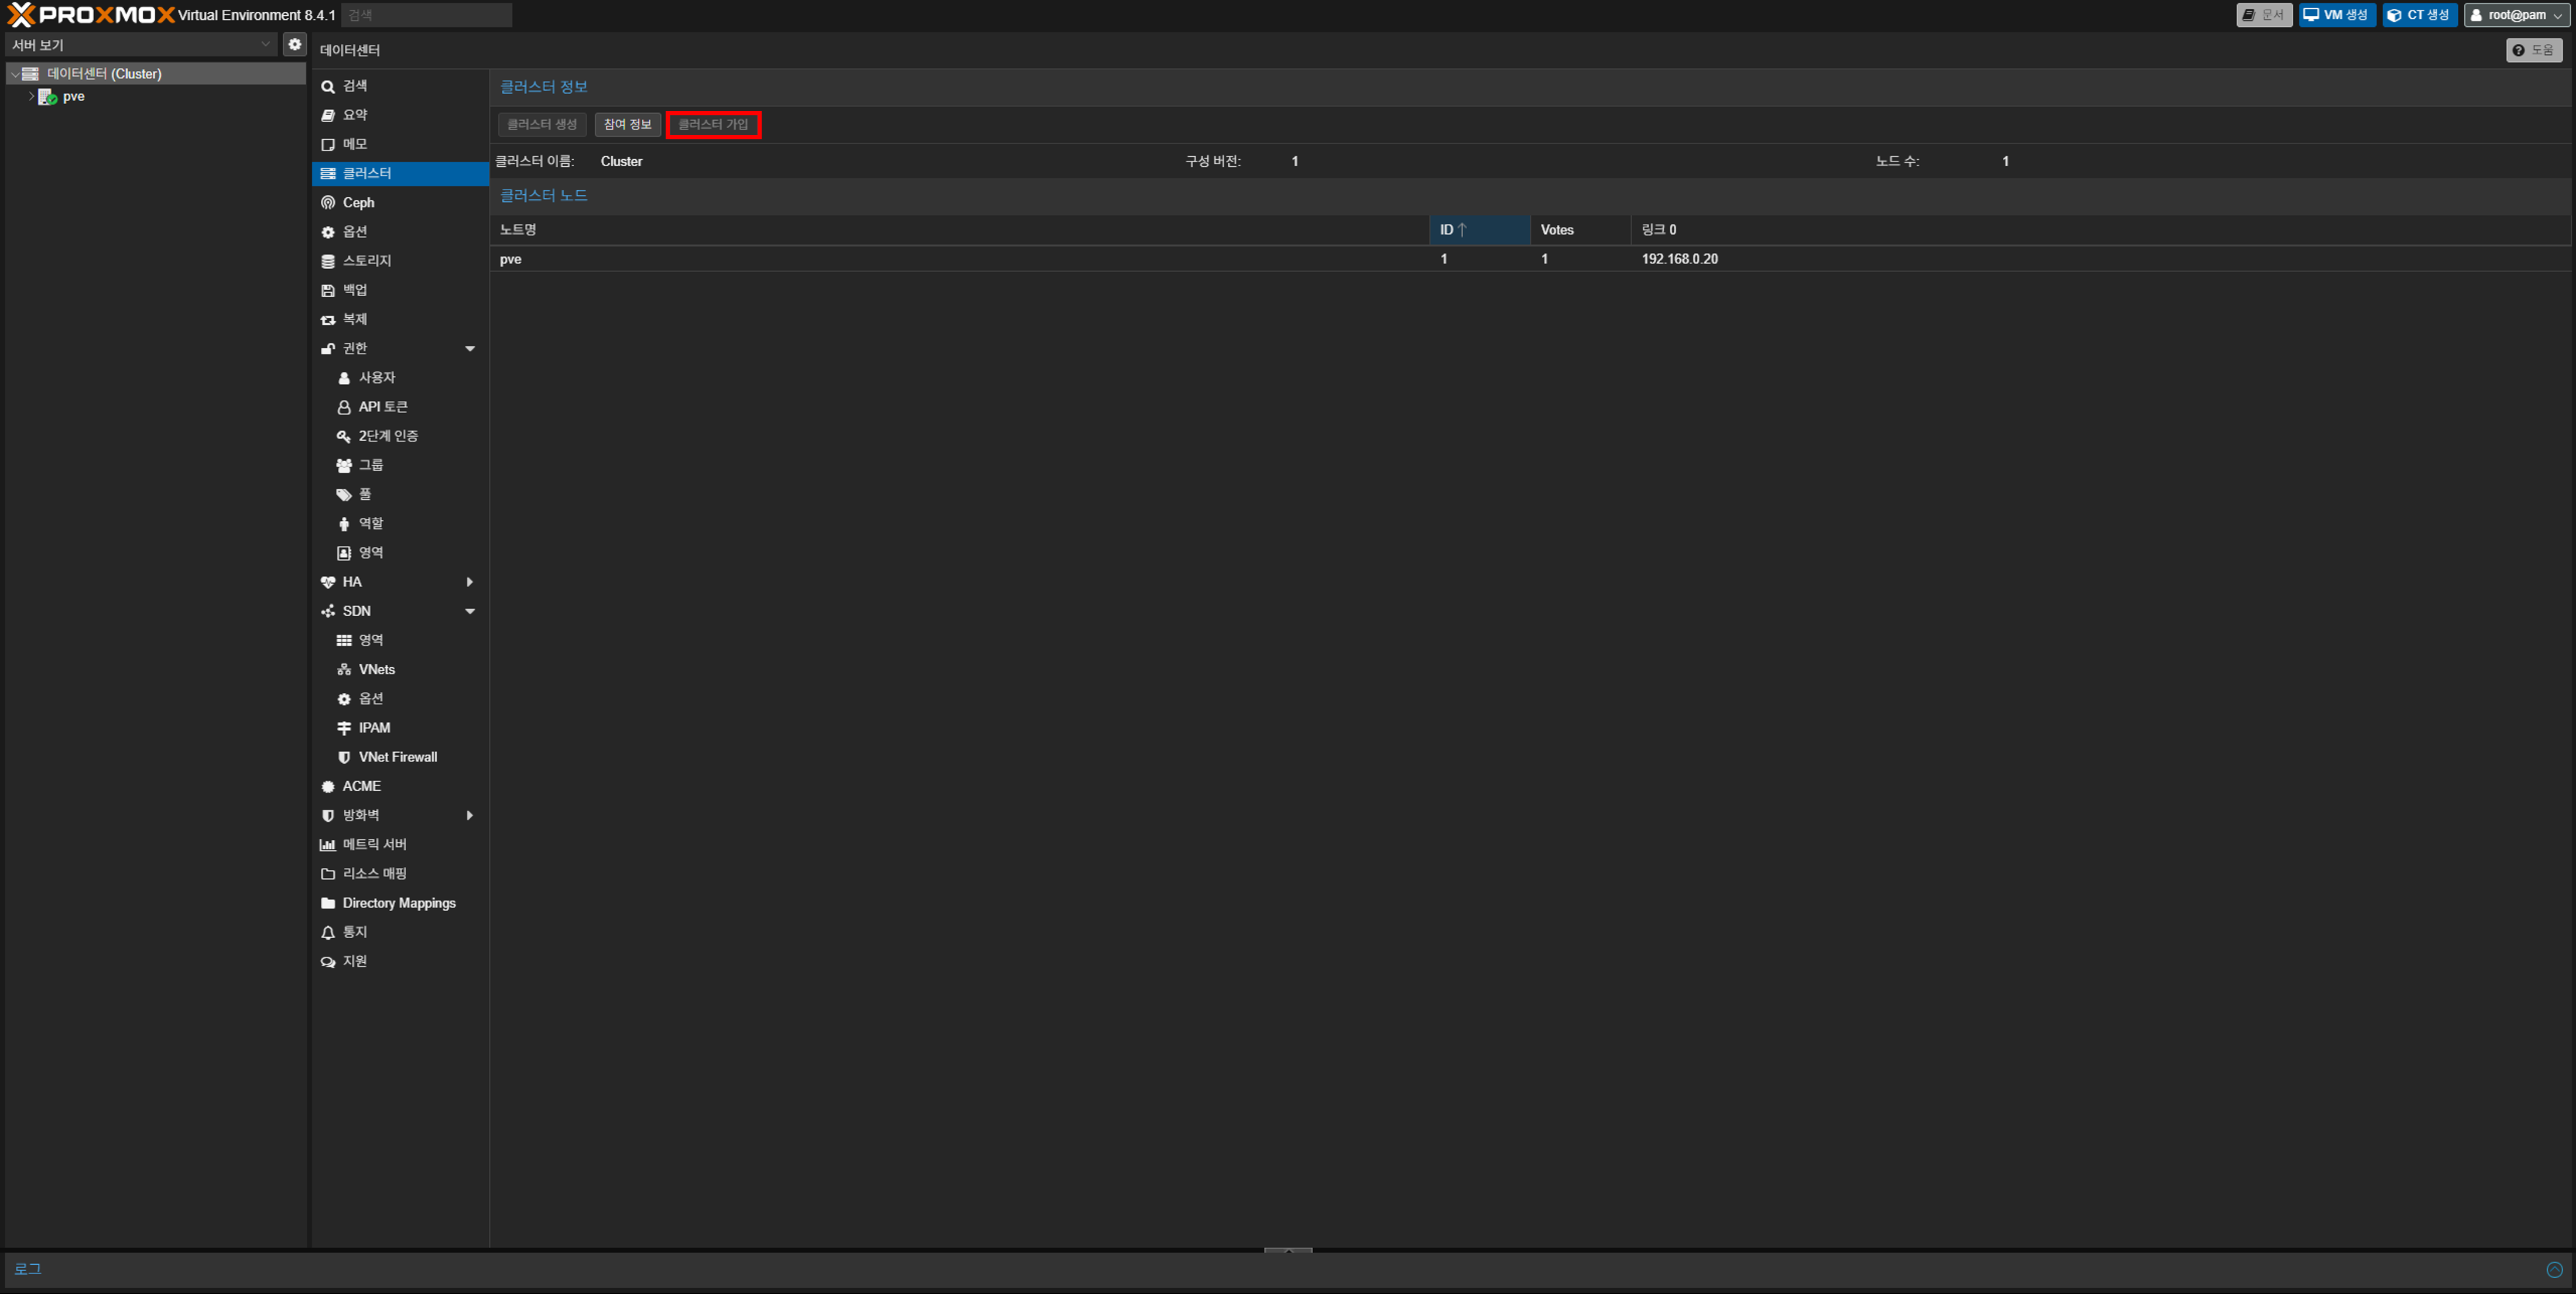 PROXMOX Virtual Environment 8.4.1 검색 문서 VM 생성 CT 생성 root@pam
서버 보기
데이터센터 (Cluster)
pve
데이터센터 도움
검색
요약
메모
클러스터
Ceph
옵션
스토리지
백업
복제
권한
사용자
API 토큰
2단계 인증
그룹
풀
역할
영역
HA
SDN
영역
VNets
옵션
IPAM
VNet Firewall
ACME
방화벽
메트릭 서버
리소스 매핑
Directory Mappings
통지
지원
클러스터 정보
클러스터 생성 참여 정보 클러스터 가입
클러스터 이름: Cluster 구성 버전: 1 노드 수: 1
클러스터 노드
노트명 ID Votes 링크 0
pve 1 1 192.168.0.20
로그